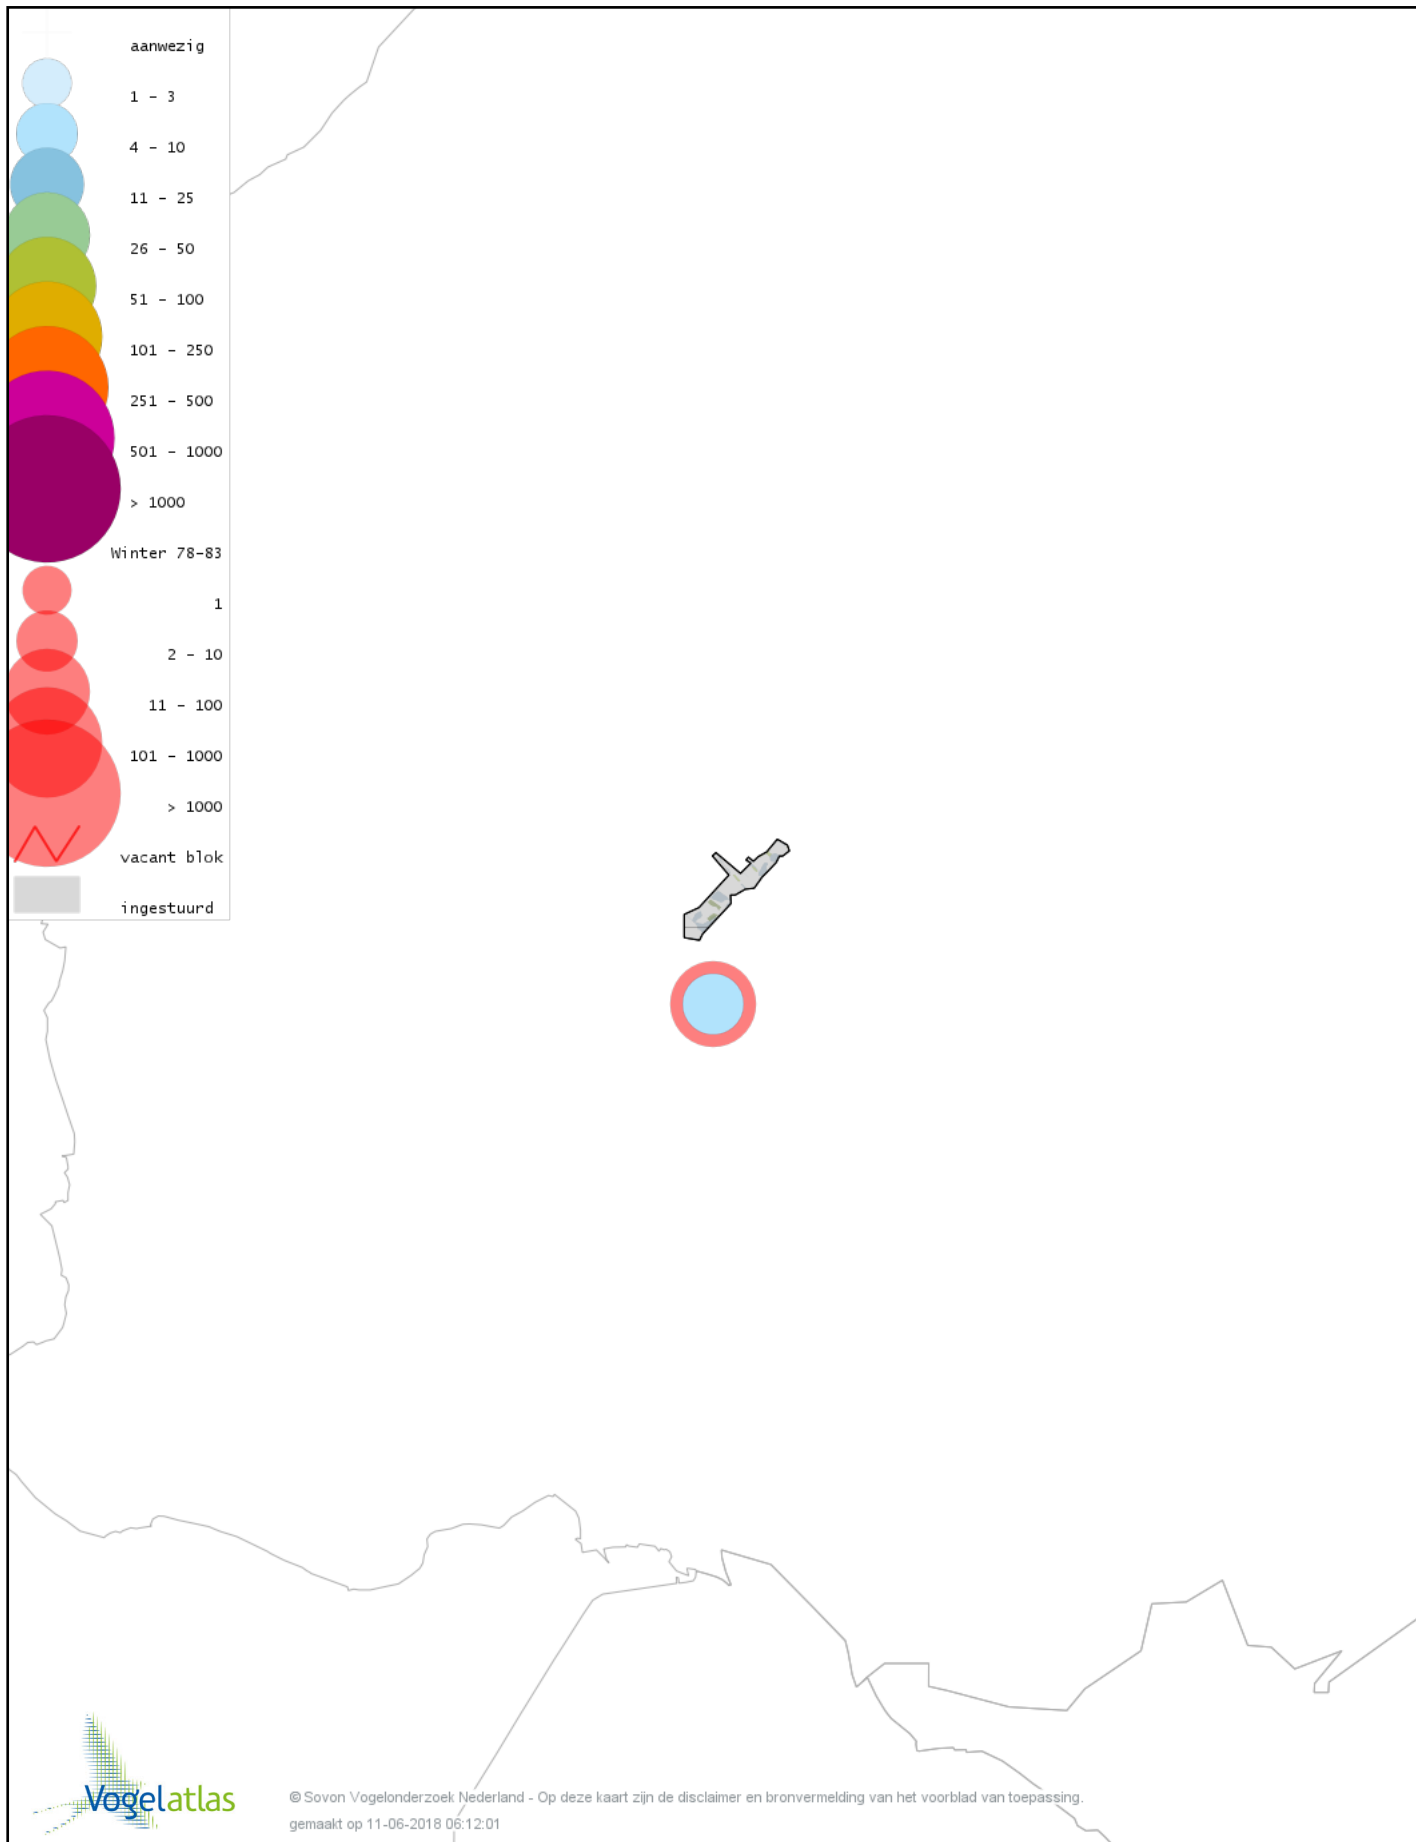 aanwezig
1 – 3
4 – 10
11 – 25
26 – 50
51 – 100
101 – 250
251 – 500
501 – 1000
> 1000
Winter 78–83
1
2 – 10
11 – 100
101 – 1000
> 1000
vacant blok
ingestuurd
Vogelatlas
© Sovon Vogelonderzoek Nederland - Op deze kaart zijn de disclaimer en bronvermelding van het voorblad van toepassing.
gemaakt op 11-06-2018 06:12:01